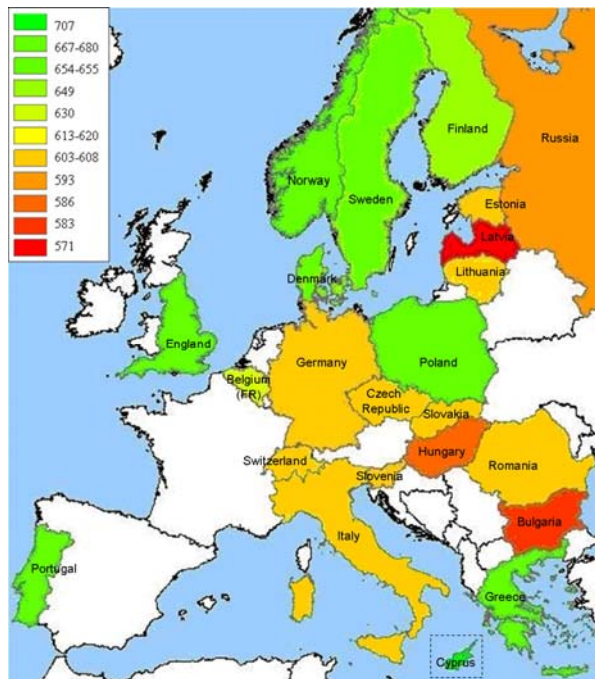 707
667-680
654-655
649
630
613-620
603-608
593
586
583
571
Finland
Russia
Norway
Sweden
Estonia
Latvia
Lithuania
Denmark
England
Poland
Germany
Belgium
(FR)
Czech
Republic
Slovakia
Hungary
Switzerland
Slovenia
Romania
Italy
Bulgaria
Portugal
Greece
Cyprus